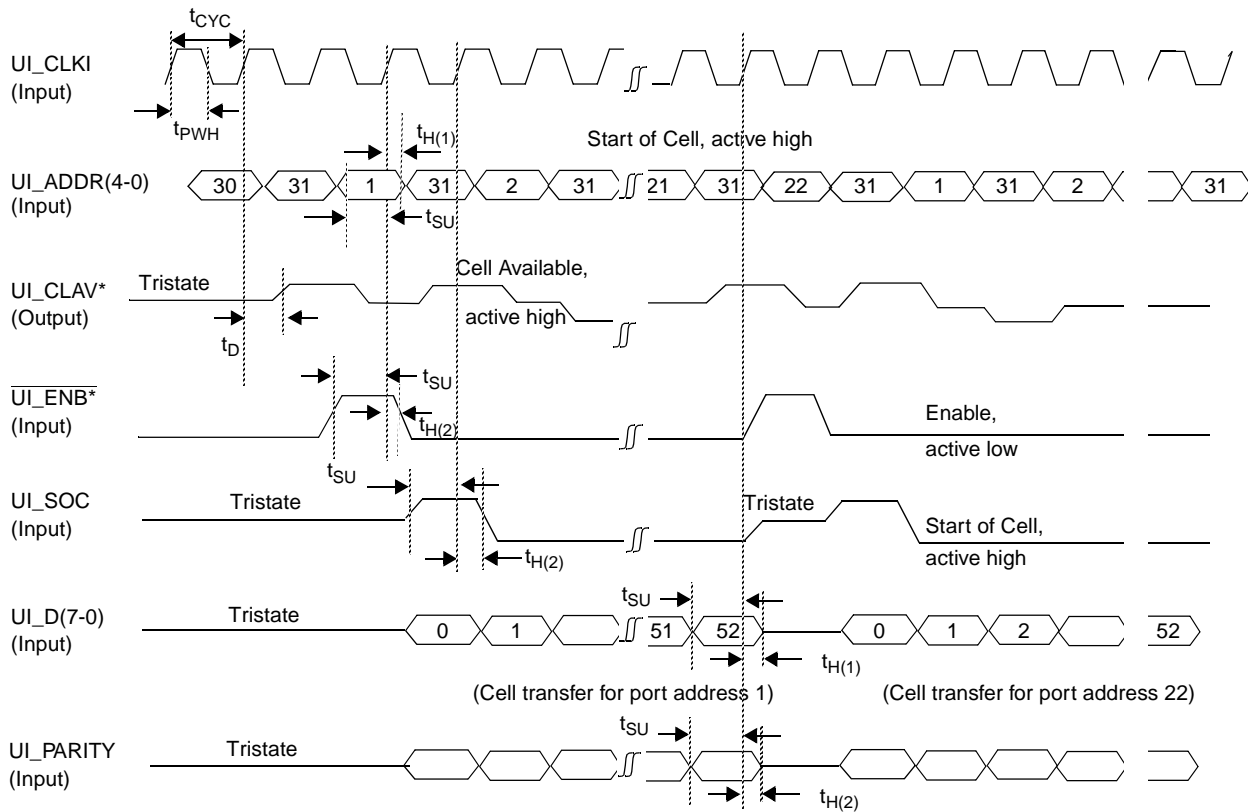 tCYC
UI_CLKI
(Input)
tPWH
tH(1)
Start of Cell, active high
UI_ADDR(4-0)
(Input)
30 31 1 31 2 31 21 31 22 31 1 31 2 31
tSU
UI_CLAV*
(Output)
Tristate
Cell Available,
active high
tD
UI_ENB*
(Input)
tSU
tH(2)
Enable,
active low
tSU
UI_SOC
(Input)
Tristate
Tristate
Start of Cell,
active high
tH(2)
UI_D(7-0)
(Input)
Tristate
tSU
0 1 51 52 0 1 2 52
tH(1)
(Cell transfer for port address 1)
(Cell transfer for port address 22)
UI_PARITY
(Input)
Tristate
tSU
tH(2)